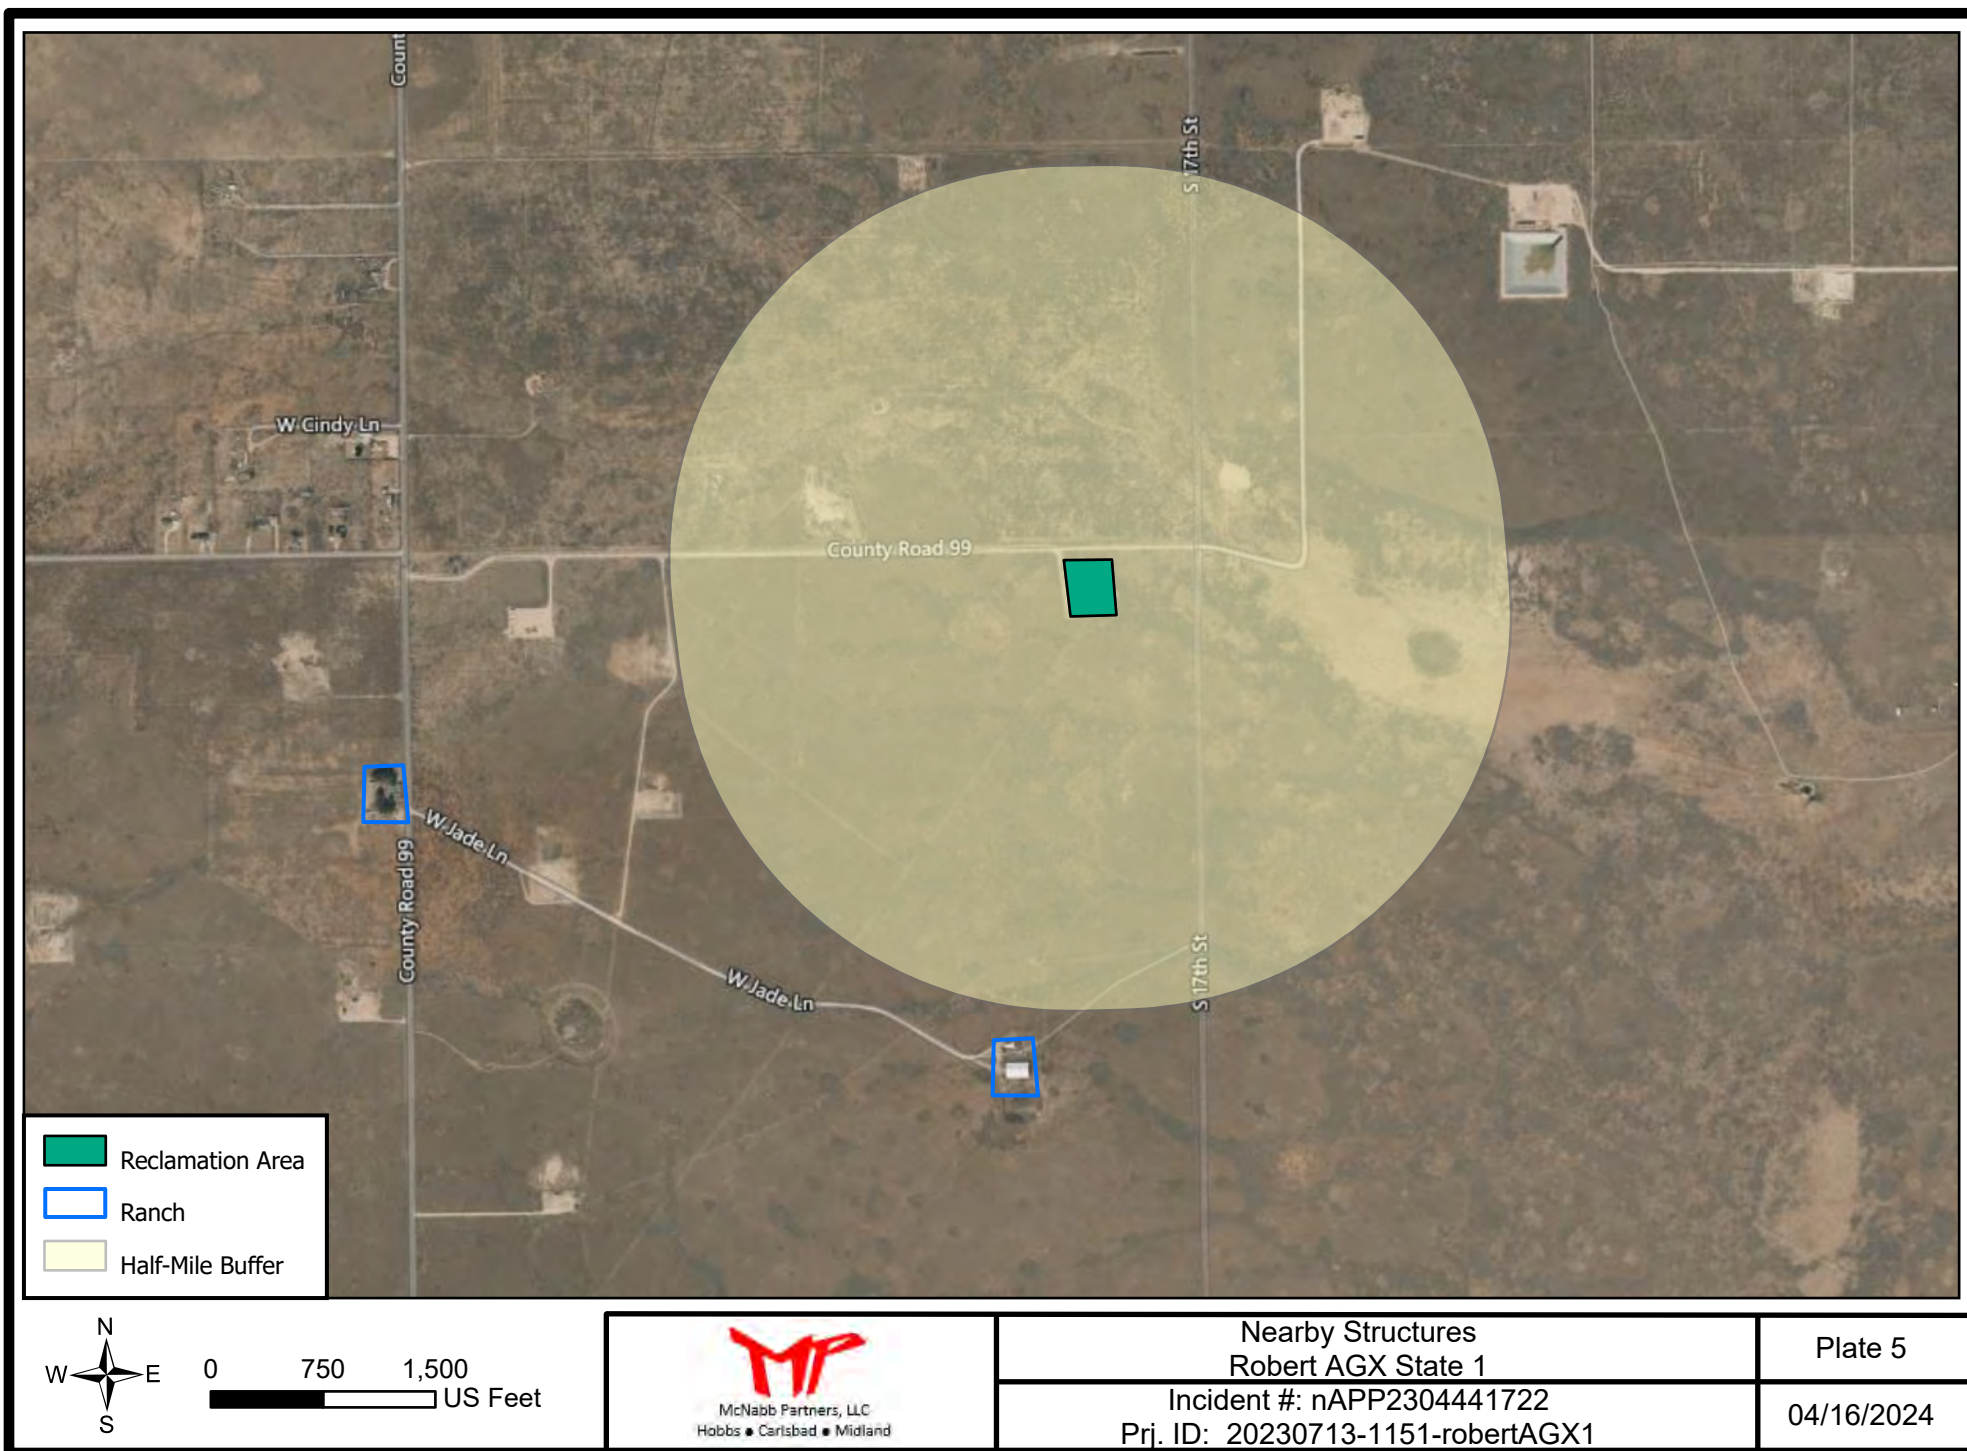 Count
S 17th St
W Cindy Ln
County Road 99
W Jade Ln
County Road 99
W Jade Ln
S 17th St
Reclamation Area
Ranch
Half-Mile Buffer
N
W E
S
0 750 1,500
US Feet
McNabb Partners, LLC
Hobbs • Carlsbad • Midland
Nearby Structures
Robert AGX State 1
Incident #: nAPP2304441722
Prj. ID: 20230713-1151-robertAGX1
Plate 5
04/16/2024